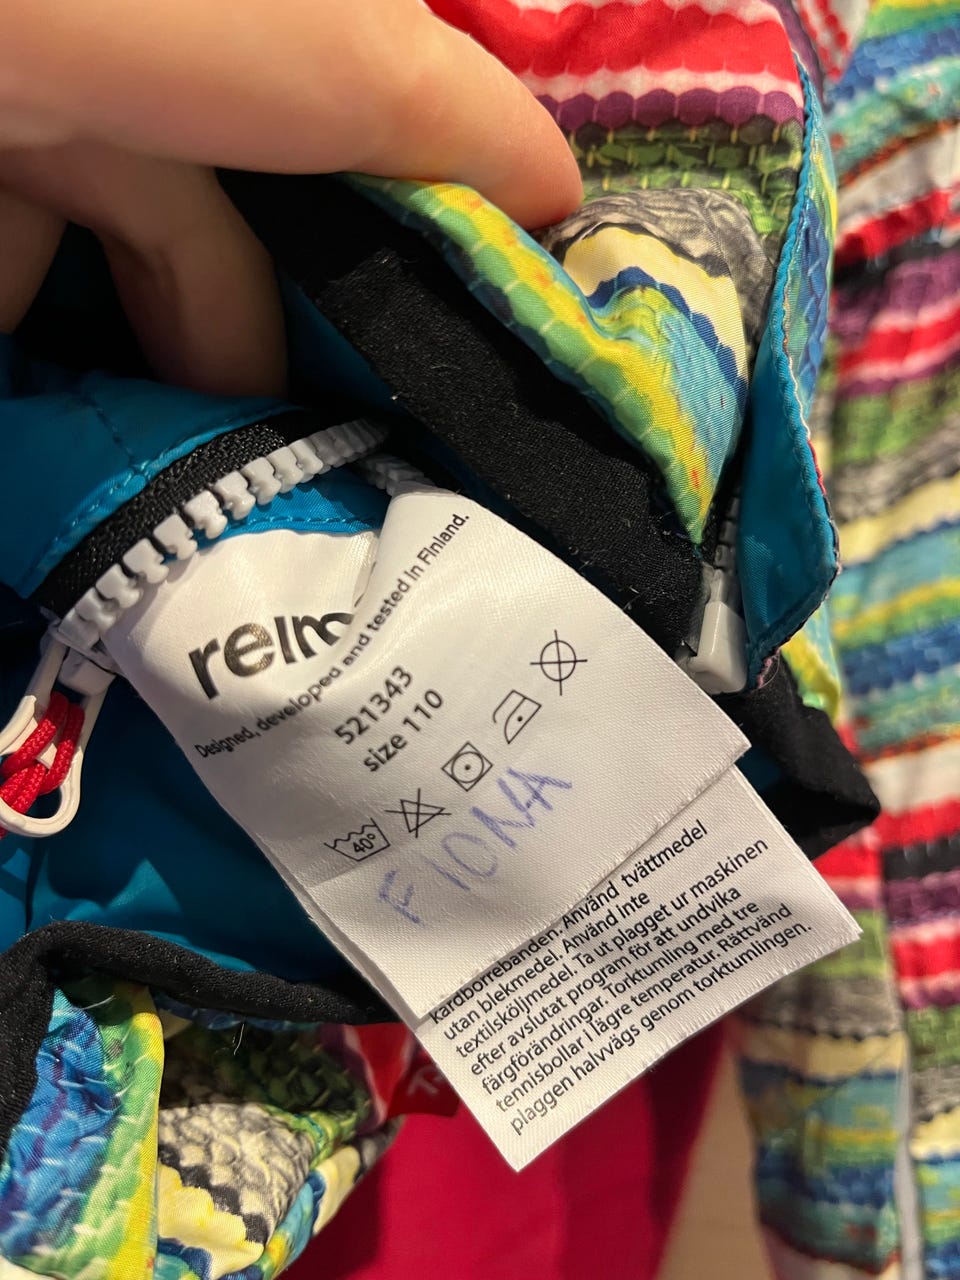 reim
Designed, developed and tested in Finland.
521343
size 110
40°
FIONA
kardborrebanden. Använd tvättmedel
utan blekmedel. Använd inte
textilsköljmedel. Ta ut plagget ur maskinen
efter avslutat program för att undvika
färgförändringar. Torktumling med tre
tennisbollar i lägre temperatur. Rättvänd
plaggen halvvägs genom torktumlingen.